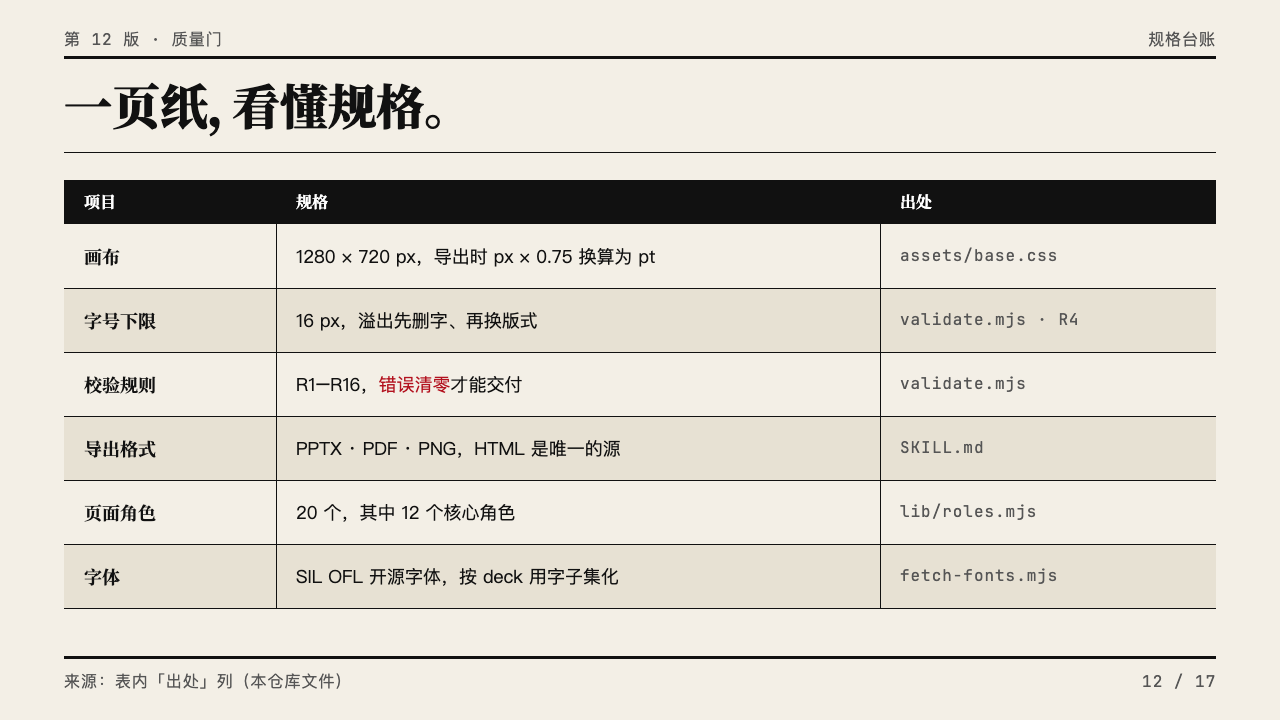 第 12 版 · 质量门
规格台账
一页纸, 看懂规格。
项目 规格 出处
画布 1280 × 720 px，导出时 px × 0.75 换算为 pt assets/base.css
字号下限 16 px，溢出先删字、再换版式 validate.mjs · R4
校验规则 R1—R16，错误清零才能交付 validate.mjs
导出格式 PPTX · PDF · PNG，HTML 是唯一的源 SKILL.md
页面角色 20 个，其中 12 个核心角色 lib/roles.mjs
字体 SIL OFL 开源字体，按 deck 用字子集化 fetch-fonts.mjs
来源：表内「出处」列（本仓库文件）
12 / 17